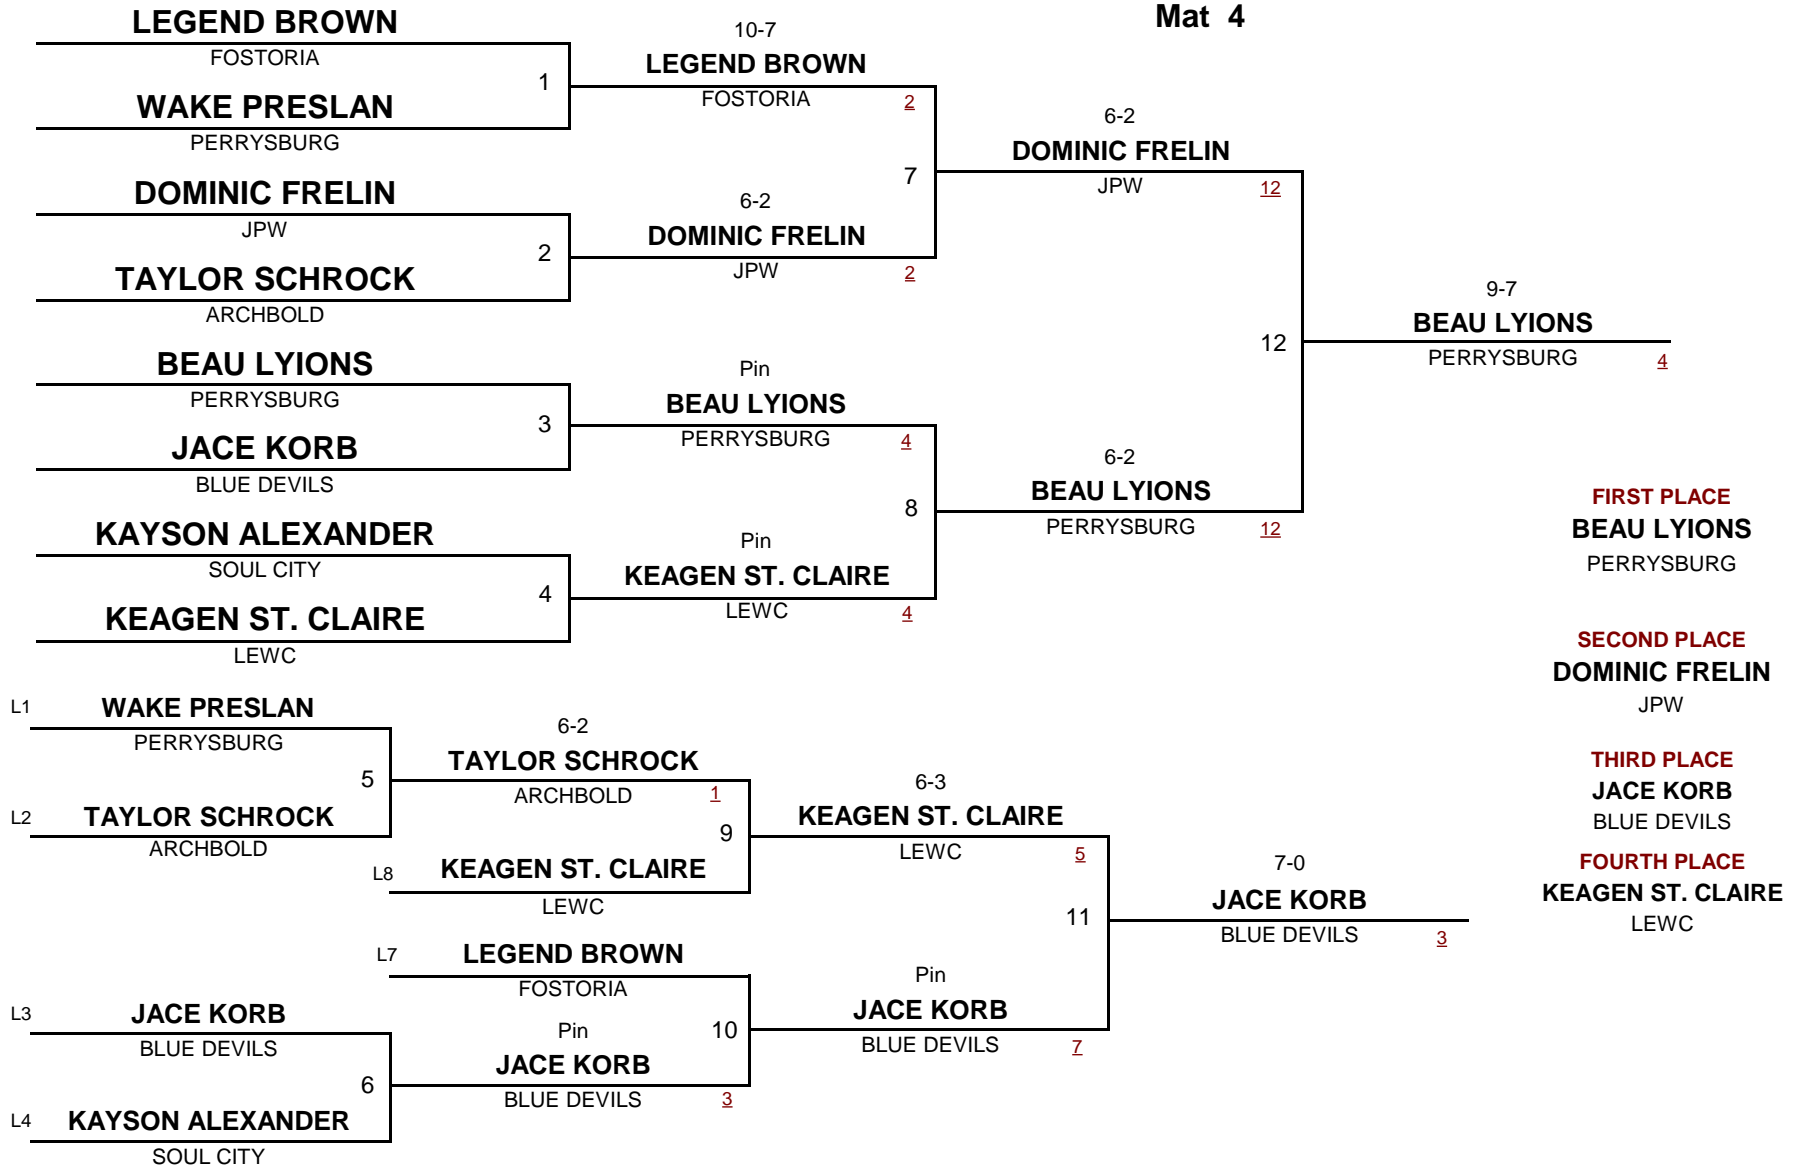 Mat 4
LEGEND BROWN
FOSTORIA
1
WAKE PRESLAN
PERRYSBURG
DOMINIC FRELIN
JPW
2
TAYLOR SCHROCK
ARCHBOLD
BEAU LYIONS
PERRYSBURG
3
JACE KORB
BLUE DEVILS
KAYSON ALEXANDER
SOUL CITY
4
KEAGEN ST. CLAIRE
LEWC
10-7
LEGEND BROWN
FOSTORIA 2
7
6-2
DOMINIC FRELIN
JPW 2
Pin
BEAU LYIONS
PERRYSBURG 4
8
Pin
KEAGEN ST. CLAIRE
LEWC 4
6-2
DOMINIC FRELIN
JPW 12
12
6-2
BEAU LYIONS
PERRYSBURG 12
9-7
BEAU LYIONS
PERRYSBURG 4
FIRST PLACE
BEAU LYIONS
PERRYSBURG
SECOND PLACE
DOMINIC FRELIN
JPW
THIRD PLACE
JACE KORB
BLUE DEVILS
FOURTH PLACE
KEAGEN ST. CLAIRE
LEWC
L1 WAKE PRESLAN
PERRYSBURG
5
L2 TAYLOR SCHROCK
ARCHBOLD
6-2
TAYLOR SCHROCK
ARCHBOLD 1
9
L8 KEAGEN ST. CLAIRE
LEWC
L7 LEGEND BROWN
FOSTORIA
10
L3 JACE KORB
BLUE DEVILS
6
L4 KAYSON ALEXANDER
SOUL CITY
Pin
JACE KORB
BLUE DEVILS 3
6-3
KEAGEN ST. CLAIRE
LEWC 5
11
Pin
JACE KORB
BLUE DEVILS 7
7-0
JACE KORB
BLUE DEVILS 3